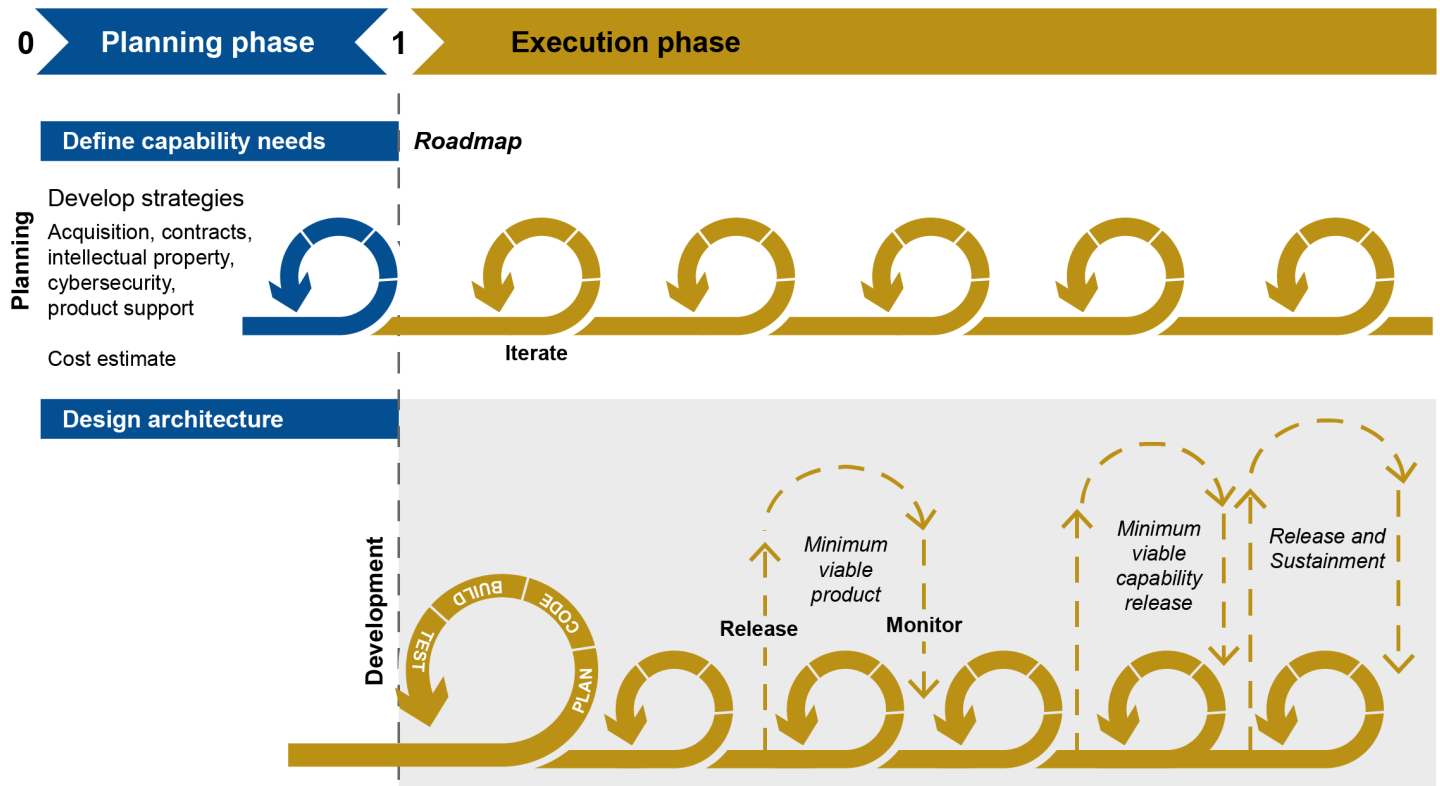 0
Planning phase
1
Execution phase
Define capability needs
Roadmap
Planning
Develop strategies
Acquisition, contracts,
intellectual property,
cybersecurity,
product support
Cost estimate
Iterate
Design architecture
Development
PLAN
CODE
BUILD
TEST
Release
Minimum
viable
product
Monitor
Minimum
viable
capability
release
Release and
Sustainment